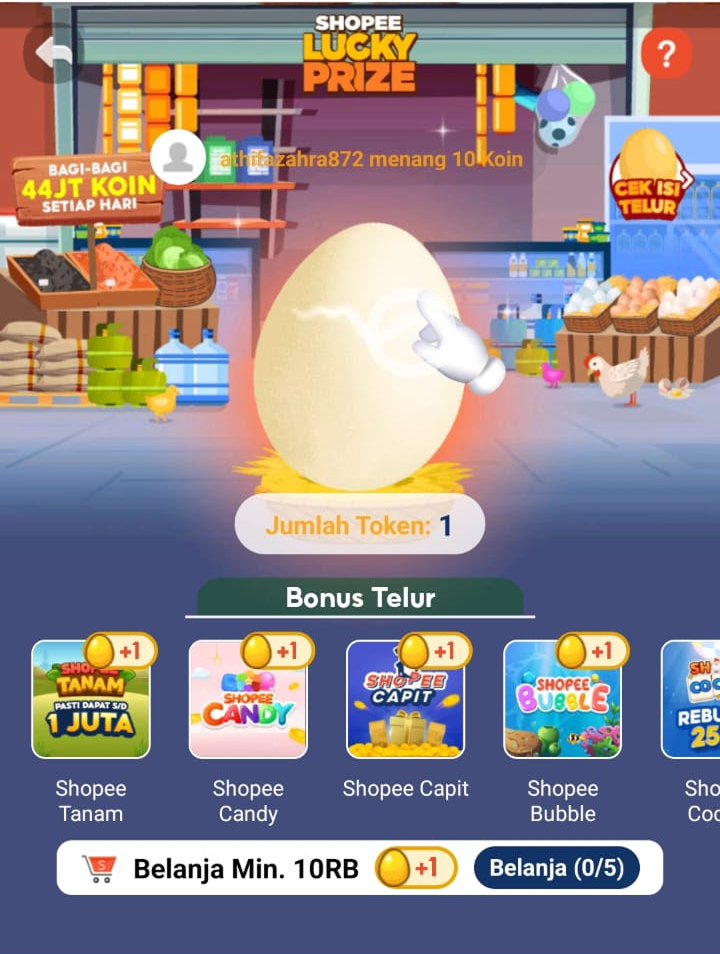 SHOPEE
LUCKY
PRIZE
?
athifazahra872 menang 10 Koin
BAGI-BAGI
44JT KOIN
SETIAP HARI
CEK ISI
TELUR
Jumlah Token: 1
Bonus Telur
+1
+1
+1
+1
SHOPEE
TANAM
PASTI DAPAT S/D
1 JUTA
SHOPEE
CANDY
SHOPEE
CAPIT
SHOPEE
BUBBLE
Shopee
Tanam
Shopee
Candy
Shopee Capit
Shopee
Bubble
S
Belanja Min. 10RB
+1
Belanja (0/5)